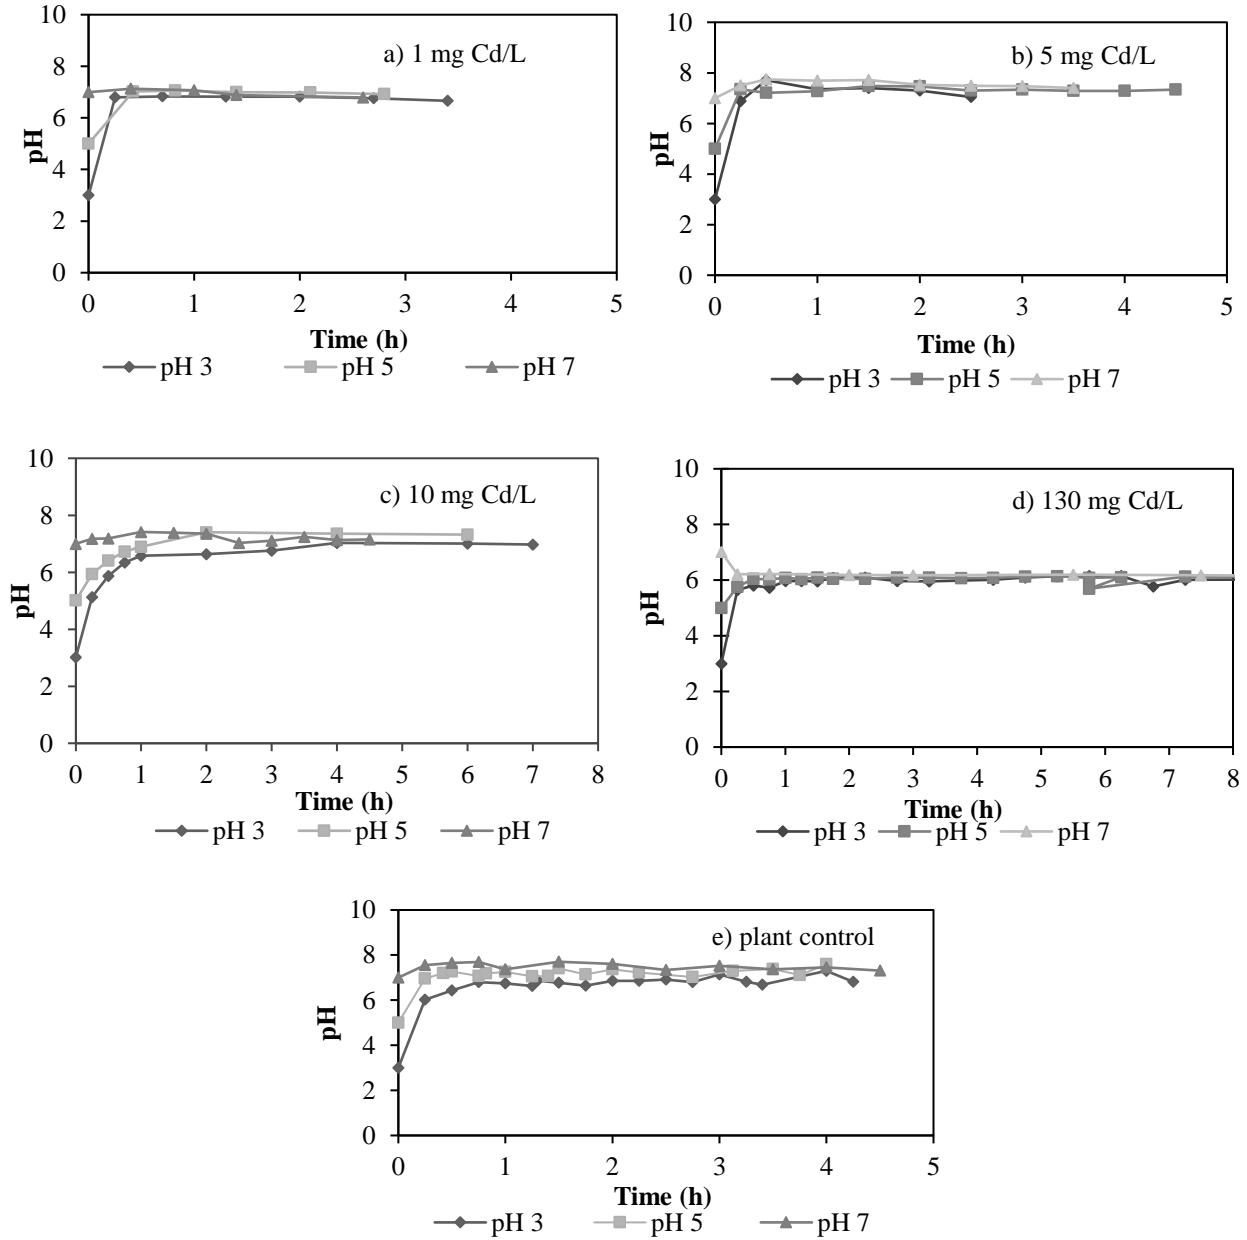 a) 1 mg Cd/L
10
8
6
4
2
0
pH
0 1 2 3 4 5
Time (h)
pH 3 pH 5 pH 7
b) 5 mg Cd/L
10
8
6
4
2
0
pH
0 1 2 3 4 5
Time (h)
pH 3 pH 5 pH 7
c) 10 mg Cd/L
10
8
6
4
2
0
pH
0 1 2 3 4 5 6 7 8
Time (h)
pH 3 pH 5 pH 7
d) 130 mg Cd/L
10
8
6
4
2
0
pH
0 1 2 3 4 5 6 7 8
Time (h)
pH 3 pH 5 pH 7
e) plant control
10
8
6
4
2
0
pH
0 1 2 3 4 5
Time (h)
pH 3 pH 5 pH 7